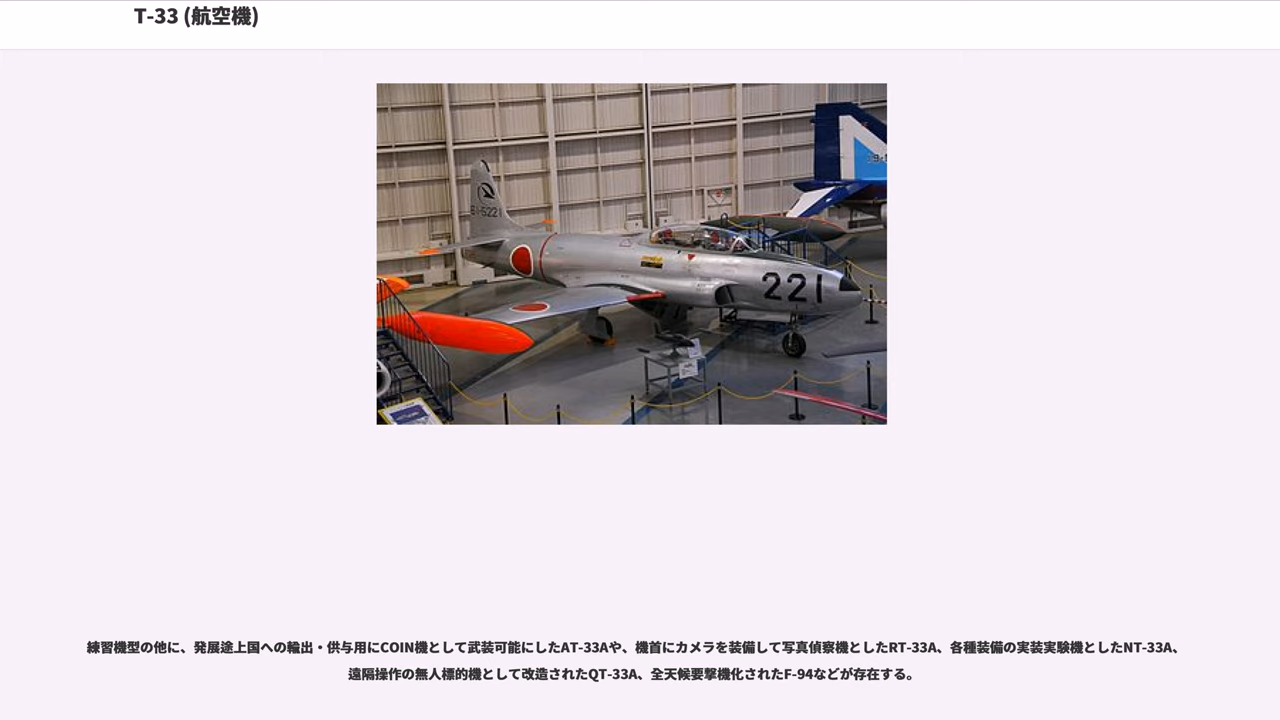 T-33 (航空機)
61-5221
221
練習機型の他に、発展途上国への輸出・供与用にCOIN機として武装可能にしたAT-33Aや、機首にカメラを装備して写真偵察機としたRT-33A、各種装備の実装実験機としたNT-33A、
遠隔操作の無人標的機として改造されたQT-33A、全天候要撃機化されたF-94などが存在する。